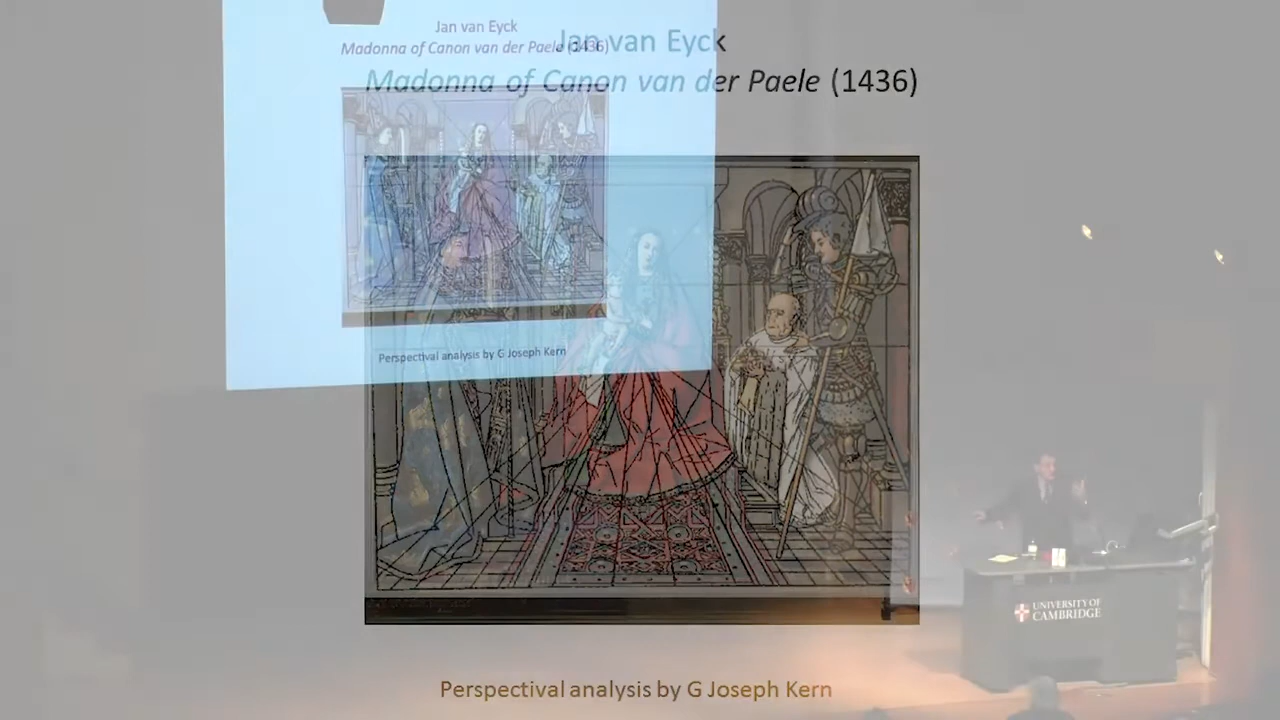 Jan van Eyck
Madonna of Canon van der Paele (1436)
Perspectival analysis by G Joseph Kern
Jan van Eyck
Madonna of Canon van der Paele (1436)
Perspectival analysis by G Joseph Kern
UNIVERSITY OF
CAMBRIDGE